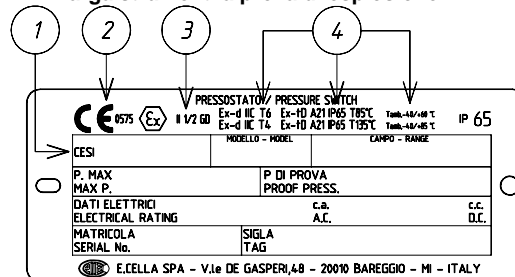 1 2 3 4
PRESSOSTATO/ PRESSURE SWITCH
CE 0575 Ex II 1/2 GD Ex-d IIC T6 Ex-tD A21 IP65 T85°C Tamb.-40/+60 °C IP 65
Ex-d IIC T4 Ex-tD A21 IP65 T135°C Tamb.-40/+85 °C
CESI MODELLO - MODEL CAMPO - RANGE
P. MAX P DI PROVA
MAX P. PROOF PRESS.
DATI ELETTRICI c.a. c.c.
ELECTRICAL RATING A.C. D.C.
MATRICOLA SIGLA
SERIAL No. TAG
E.CELLA SPA - V.le DE GASPERI,48 - 20010 BAREGGIO - MI - ITALY